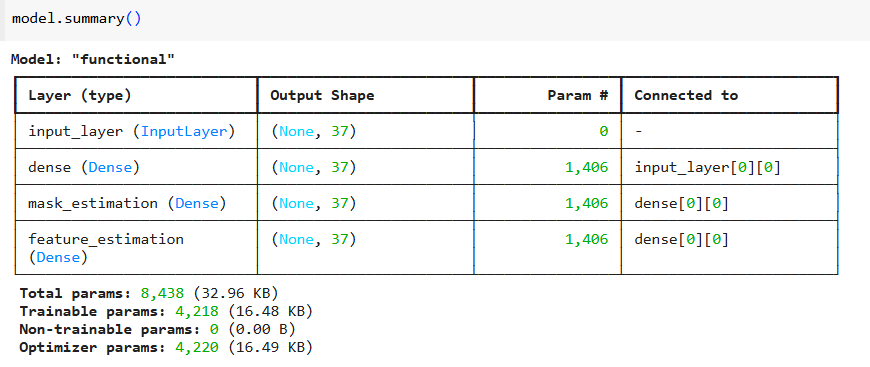 model.summary()
Model: "functional"
Layer (type) Output Shape Param # Connected to
input_layer (InputLayer) (None, 37) 0 -
dense (Dense) (None, 37) 1,406 input_layer[0][0]
mask_estimation (Dense) (None, 37) 1,406 dense[0][0]
feature_estimation (None, 37) 1,406 dense[0][0]
(Dense)
Total params: 8,438 (32.96 KB)
Trainable params: 4,218 (16.48 KB)
Non-trainable params: 0 (0.00 B)
Optimizer params: 4,220 (16.49 KB)